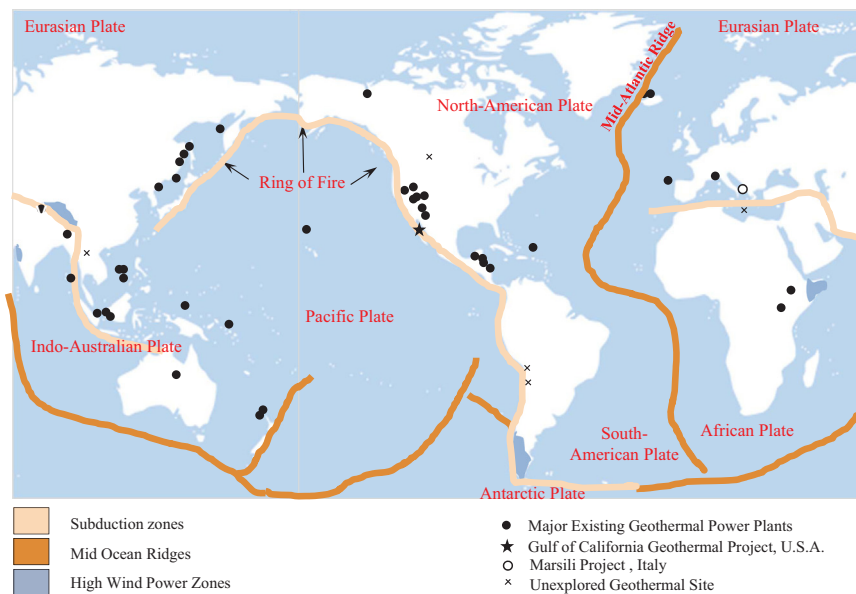 Eurasian Plate
Eurasian Plate
Mid-Atlantic Ridge
North-American Plate
Ring of Fire
Pacific Plate
Indo-Australian Plate
South-
American Plate
African Plate
Antarctic Plate
Subduction zones
Mid Ocean Ridges
High Wind Power Zones
Major Existing Geothermal Power Plants
Gulf of California Geothermal Project, U.S.A.
Marsili Project , Italy
Unexplored Geothermal Site